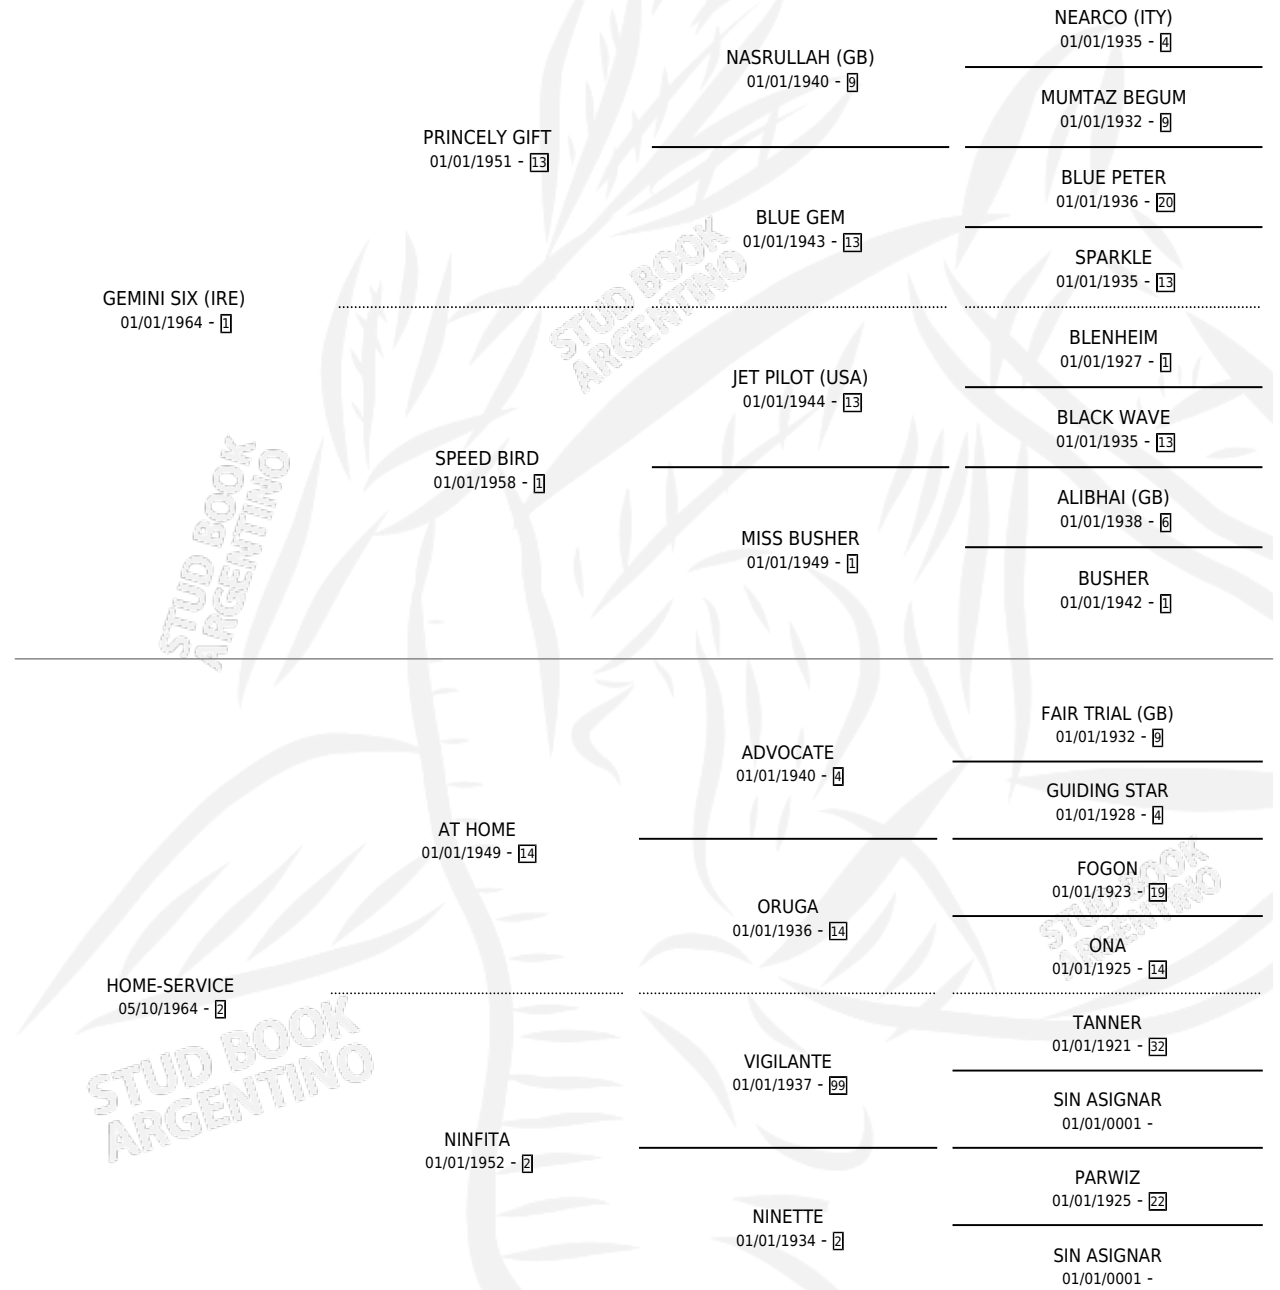 NEARCO (ITY)
01/01/1935 - 4
NASRULLAH (GB)
01/01/1940 - 9
MUMTAZ BEGUM
01/01/1932 - 9
PRINCELY GIFT
01/01/1951 - 13
BLUE PETER
01/01/1936 - 20
BLUE GEM
01/01/1943 - 13
SPARKLE
01/01/1935 - 13
GEMINI SIX (IRE)
01/01/1964 - 1
BLENHEIM
01/01/1927 - 1
JET PILOT (USA)
01/01/1944 - 13
BLACK WAVE
01/01/1935 - 13
SPEED BIRD
01/01/1958 - 1
ALIBHAI (GB)
01/01/1938 - 6
MISS BUSHER
01/01/1949 - 1
BUSHER
01/01/1942 - 1
FAIR TRIAL (GB)
01/01/1932 - 9
ADVOCATE
01/01/1940 - 4
GUIDING STAR
01/01/1928 - 4
AT HOME
01/01/1949 - 14
FOGON
01/01/1923 - 19
ORUGA
01/01/1936 - 14
ONA
01/01/1925 - 14
HOME-SERVICE
05/10/1964 - 2
TANNER
01/01/1921 - 32
VIGILANTE
01/01/1937 - 99
SIN ASIGNAR
01/01/0001 -
NINFITA
01/01/1952 - 2
PARWIZ
01/01/1925 - 22
NINETTE
01/01/1934 - 2
SIN ASIGNAR
01/01/0001 -
STUD BOOK
ARGENTINO
STUD BOOK
ARGENTINO
STUD BOOK
ARGENTINO
STUD BOOK
ARGENTINO